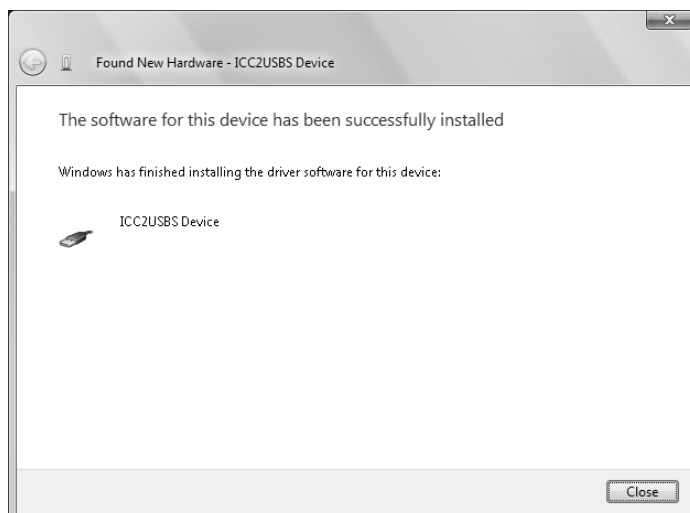 Found New Hardware - ICC2USBS Device
The software for this device has been successfully installed
Windows has finished installing the driver software for this device:
ICC2USBS Device
Close